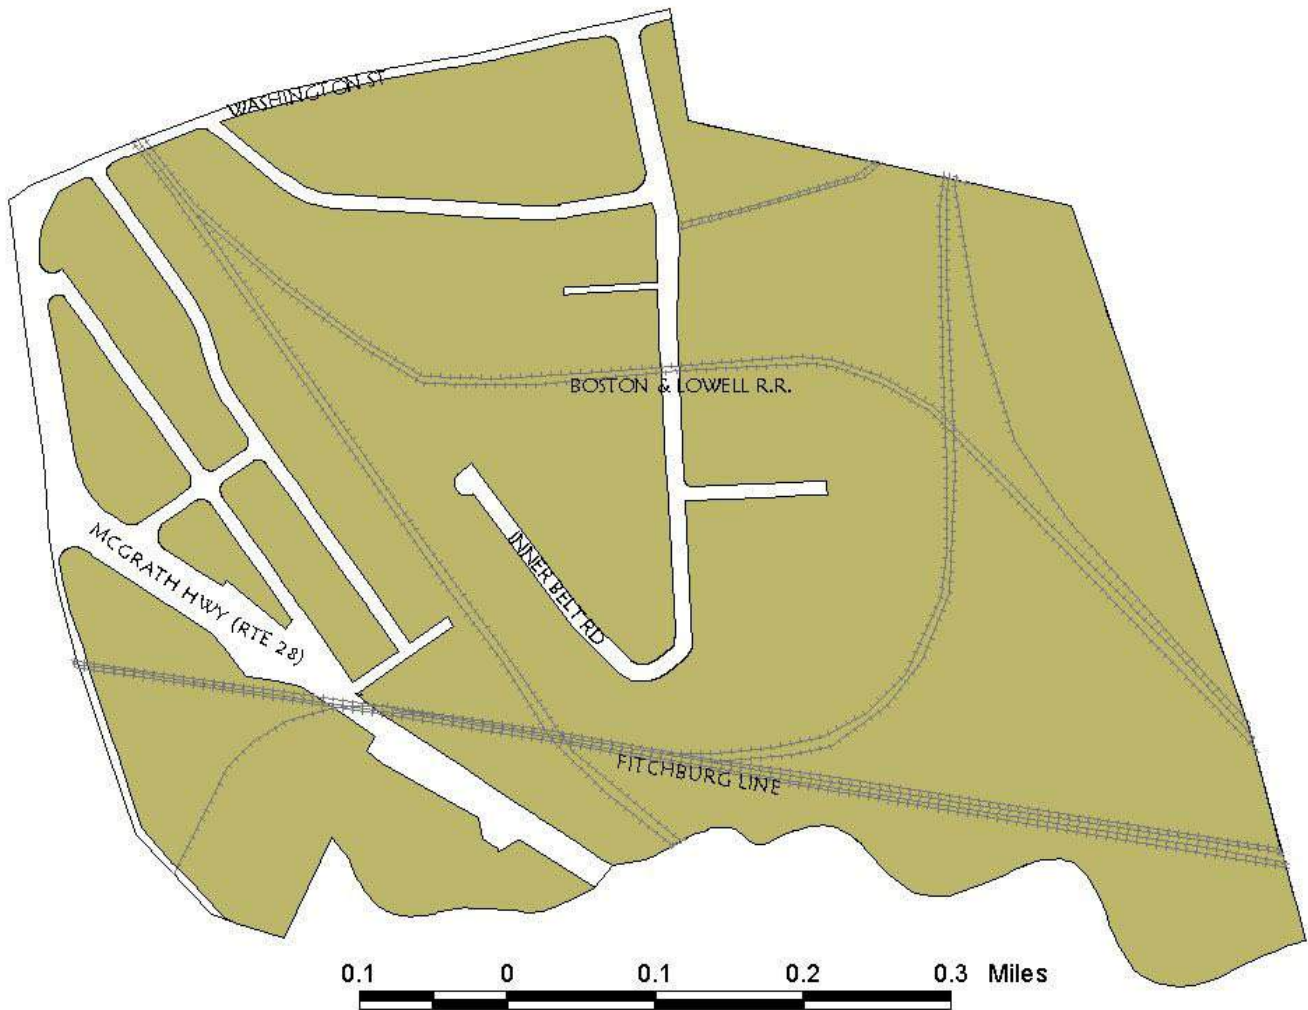 WASHINGTON ST
BOSTON & LOWELL R.R.
INNER BELT RD
MCGRATH HWY (RTE 28)
FITCHBURG LINE
0.1 0 0.1 0.2 0.3 Miles